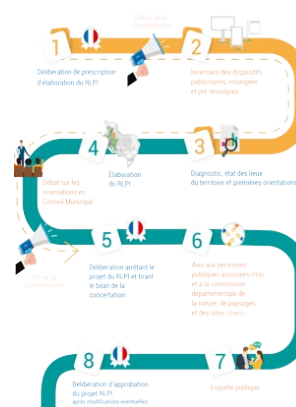 Début de la
Concertation
1
2
Délibération de prescription
d'élaboration du RLPI
Inventaire des dispositifs
publicitaires, enseignes
et pré-enseignes
4
3
Élaboration
du RLPI
Diagnostic, état des lieux
du territoire et premières orientations
Débat sur les
orientations en
Conseil Municipal
5
6
Fin de la
Concertation
Délibération arrêtant le
projet du RLPI et tirant
le bilan de la
concertation.
Avis aux personnes
publiques associées (PPA)
et à la commission
départementale de
la nature, de paysages
et des sites (CDNPS).
8
7
Délibération d'approbation
du projet RLPI
après modifications éventuelles
Enquête publique